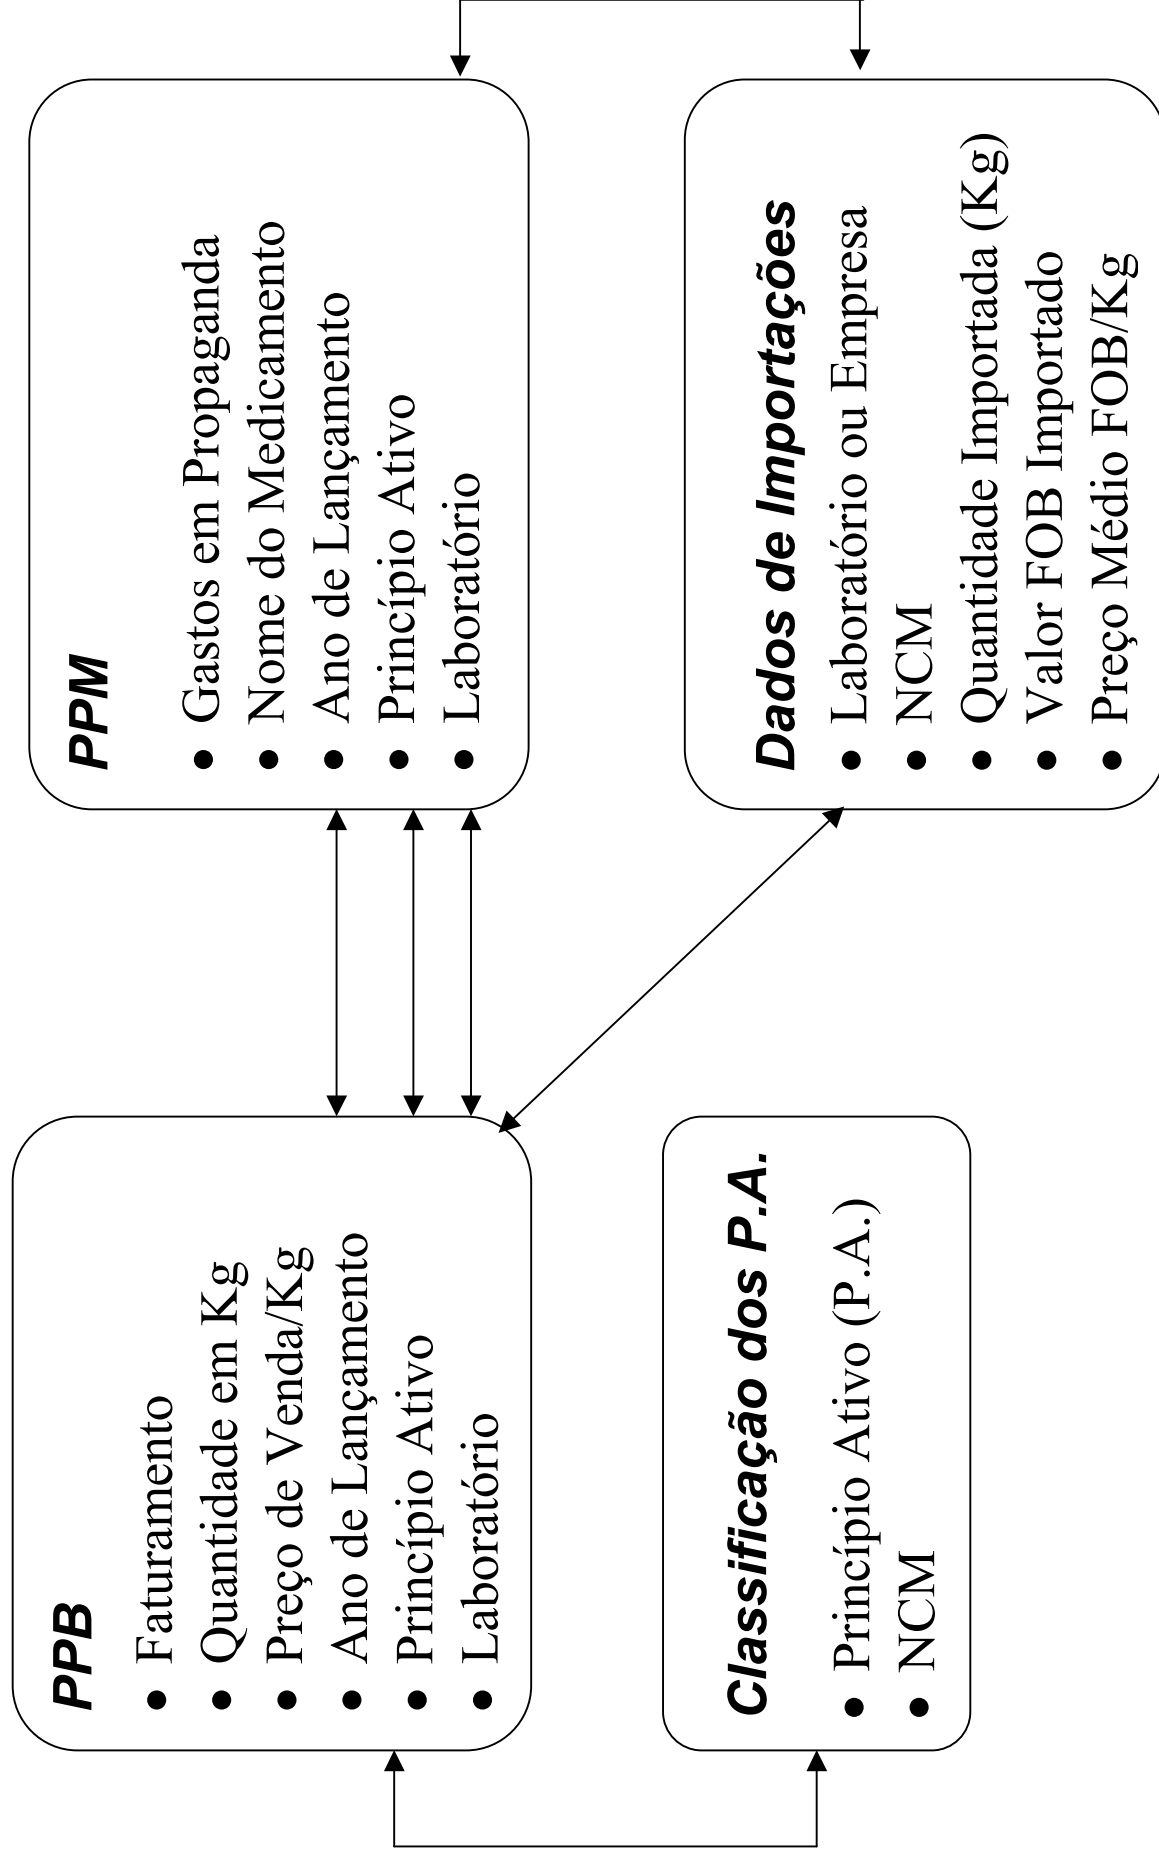 PPB
• Faturamento
• Quantidade em Kg
• Preço de Venda/Kg
• Ano de Lançamento
• Princípio Ativo
• Laboratório
PPM
• Gastos em Propaganda
• Nome do Medicamento
• Ano de Lançamento
• Princípio Ativo
• Laboratório
Classificação dos P.A.
• Princípio Ativo (P.A.)
• NCM
Dados de Importações
• Laboratório ou Empresa
• NCM
• Quantidade Importada (Kg)
• Valor FOB Importado
• Preço Médio FOB/Kg